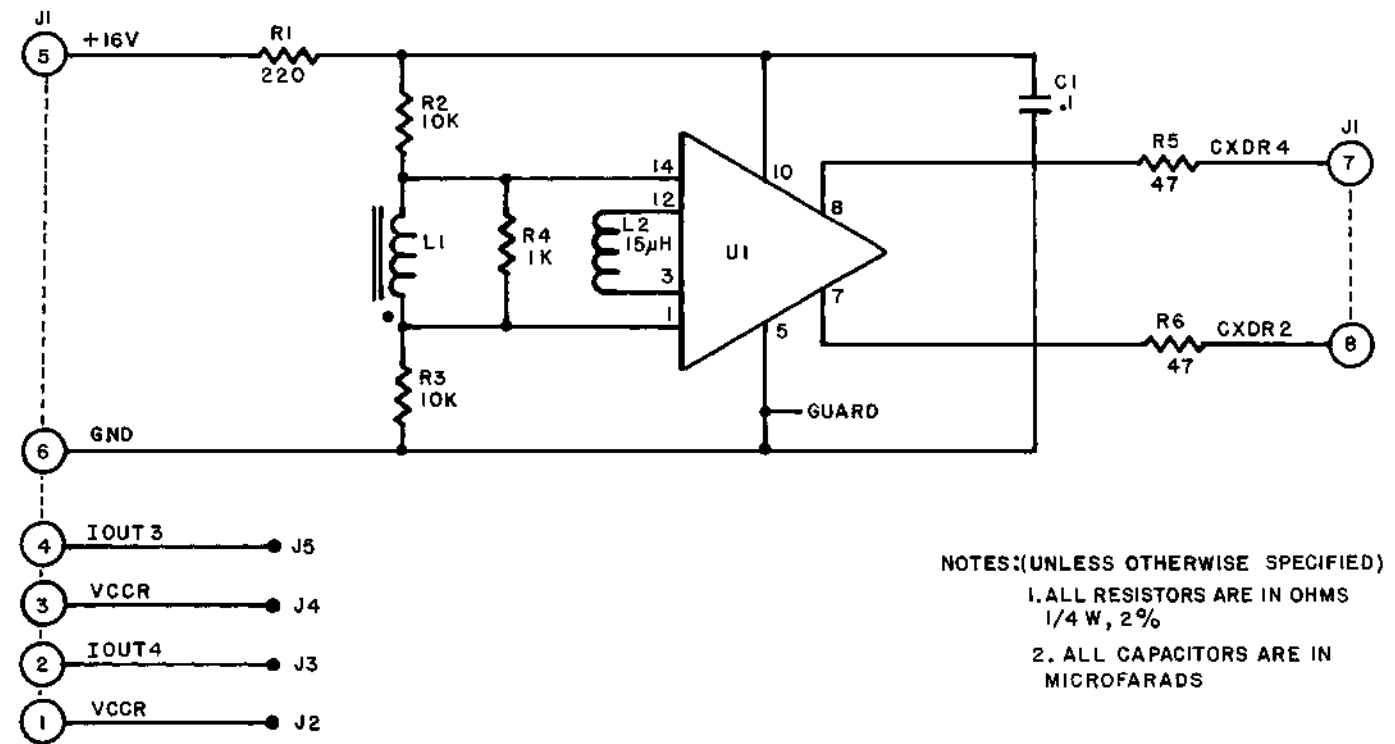 J1
5
+16V
R1
220
R2
10K
C1
.1
R5
CXDR4
J1
47
7
14
10
12
L2
15μH
8
L1
R4
1K
U1
3
1
7
5
R6
CXDR2
47
8
R3
10K
GUARD
6
GND
4
IOUT3
J5
3
VCCR
J4
2
IOUT4
J3
1
VCCR
J2
NOTES:(UNLESS OTHERWISE SPECIFIED)
1. ALL RESISTORS ARE IN OHMS
1/4 W, 2%
2. ALL CAPACITORS ARE IN
MICROFARADS